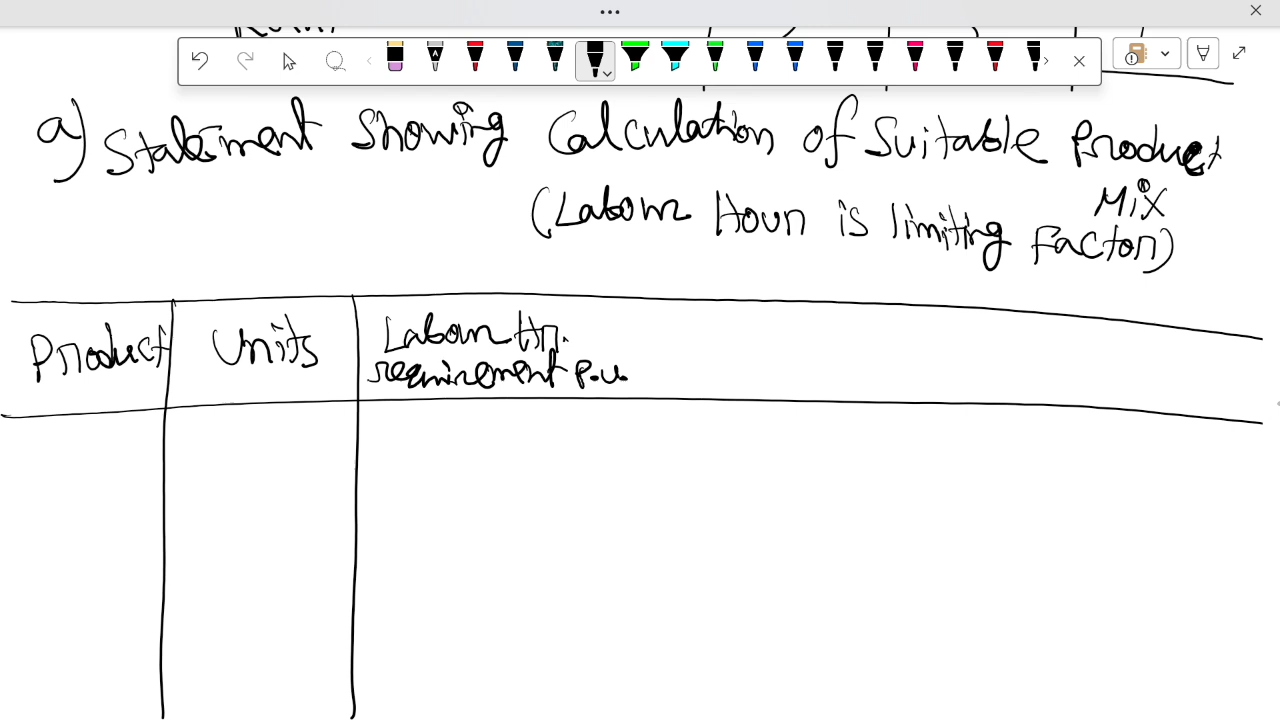 a) Statement Showing Calculation of Suitable Product
Mix
(Labour Hour is limiting Factor)
Product Units Labour Hr.
requirement p.u.